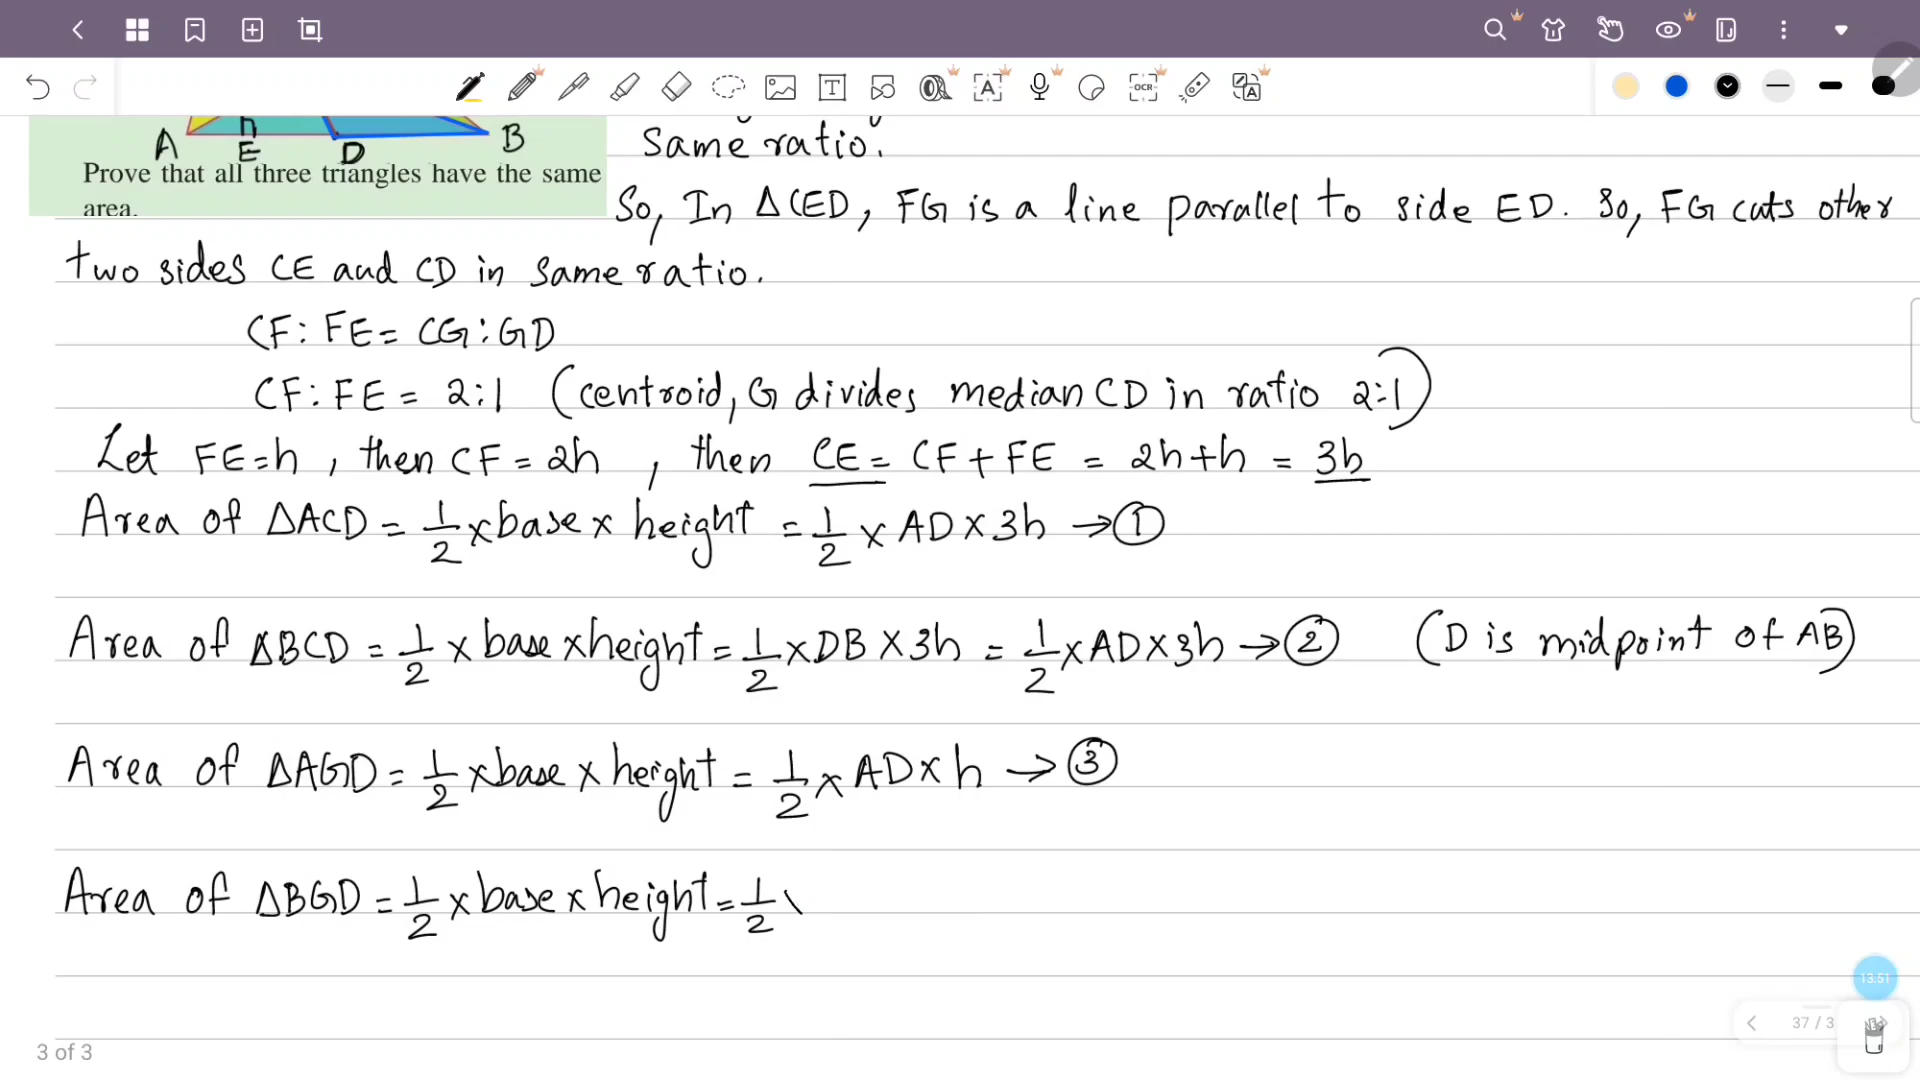 OCR
A
A
h
A E D B
Prove that all three triangles have the same
area.
Same ratio.
So, In ΔCED, FG is a line parallel to side ED. So, FG cuts other
two sides CE and CD in same ratio.
CF : FE = CG : GD
CF : FE = 2:1 (centroid, G divides median CD in ratio 2:1)
Let FE = h , then CF = 2h , then CE = CF + FE = 2h + h = 3h
Area of ΔACD = 1/2 × base × height = 1/2 × AD × 3h → ①
Area of ΔBCD = 1/2 × base × height = 1/2 × DB × 3h = 1/2 × AD × 3h → ② (D is midpoint of AB)
Area of ΔAGD = 1/2 × base × height = 1/2 × AD × h → ③
Area of ΔBGD = 1/2 × base × height = 1/2 \
13:51
37 / 3
3 of 3